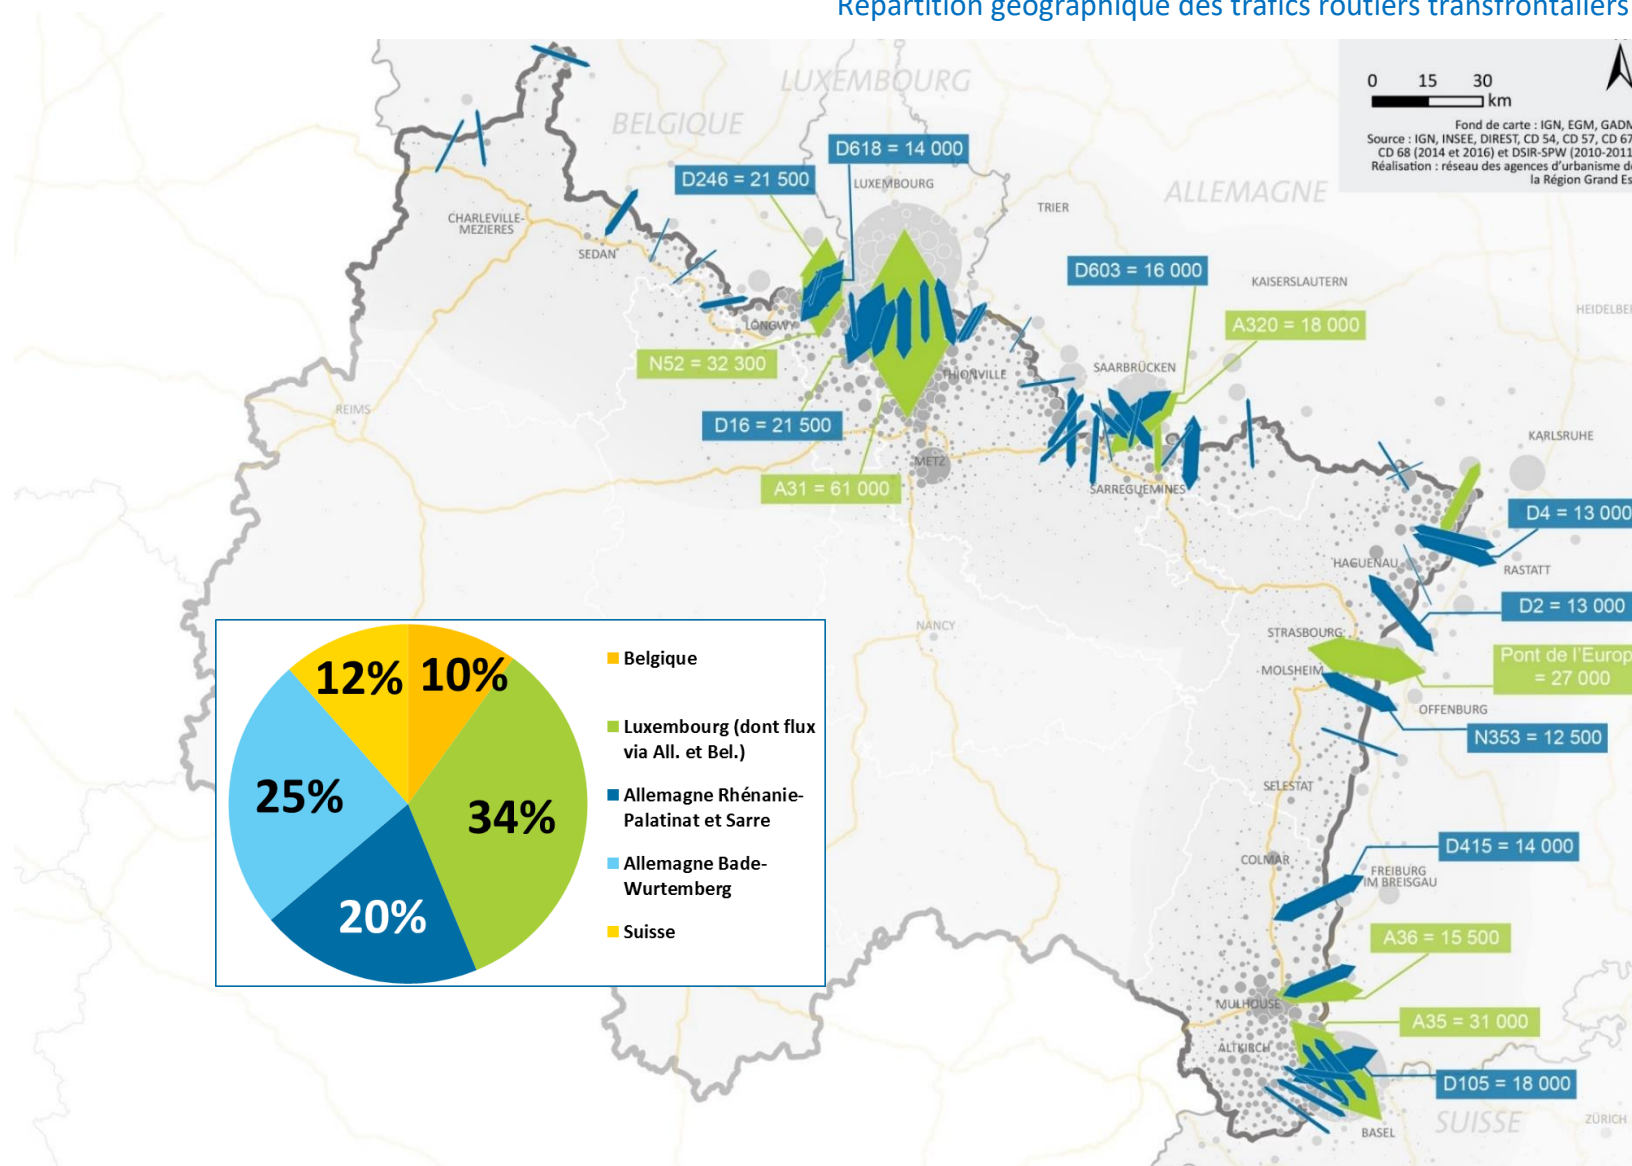 Répartition géographique des trafics routiers transfrontaliers
0 15 30
km
Fond de carte : IGN, EGM, GADM
Source : IGN, INSEE, DIREST, CD 54, CD 57, CD 67
CD 68 (2014 et 2016) et DSIR-SPW (2010-2011
Réalisation : réseau des agences d'urbanisme de
la Région Grand Es
LUXEMBOURG
BELGIQUE
ALLEMAGNE
D618 = 14 000
D246 = 21 500
LUXEMBOURG
TRIER
CHARLEVILLE-
MEZIERES
SEDAN
D603 = 16 000
KAISERSLAUTERN
HEIDELBE
LONGWY
A320 = 18 000
N52 = 32 300
THIONVILLE
SAARBRÜCKEN
REIMS
D16 = 21 500
KARLSRUHE
METZ
A31 = 61 000
SARREGUEMINES
D4 = 13 000
HAGUENAU
RASTATT
D2 = 13 000
NANCY
STRASBOURG
MOLSHEIM
Pont de l'Europ
= 27 000
OFFENBURG
N353 = 12 500
SELESTAT
12%
10%
25%
34%
20%
Belgique
Luxembourg (dont flux
via All. et Bel.)
Allemagne Rhénanie-
Palatinat et Sarre
Allemagne Bade-
Wurtemberg
Suisse
D415 = 14 000
COLMAR
FREIBURG
IM BREISGAU
A36 = 15 500
MULHOUSE
A35 = 31 000
ALTKIRCH
D105 = 18 000
SUISSE
ZÜRICH
BASEL